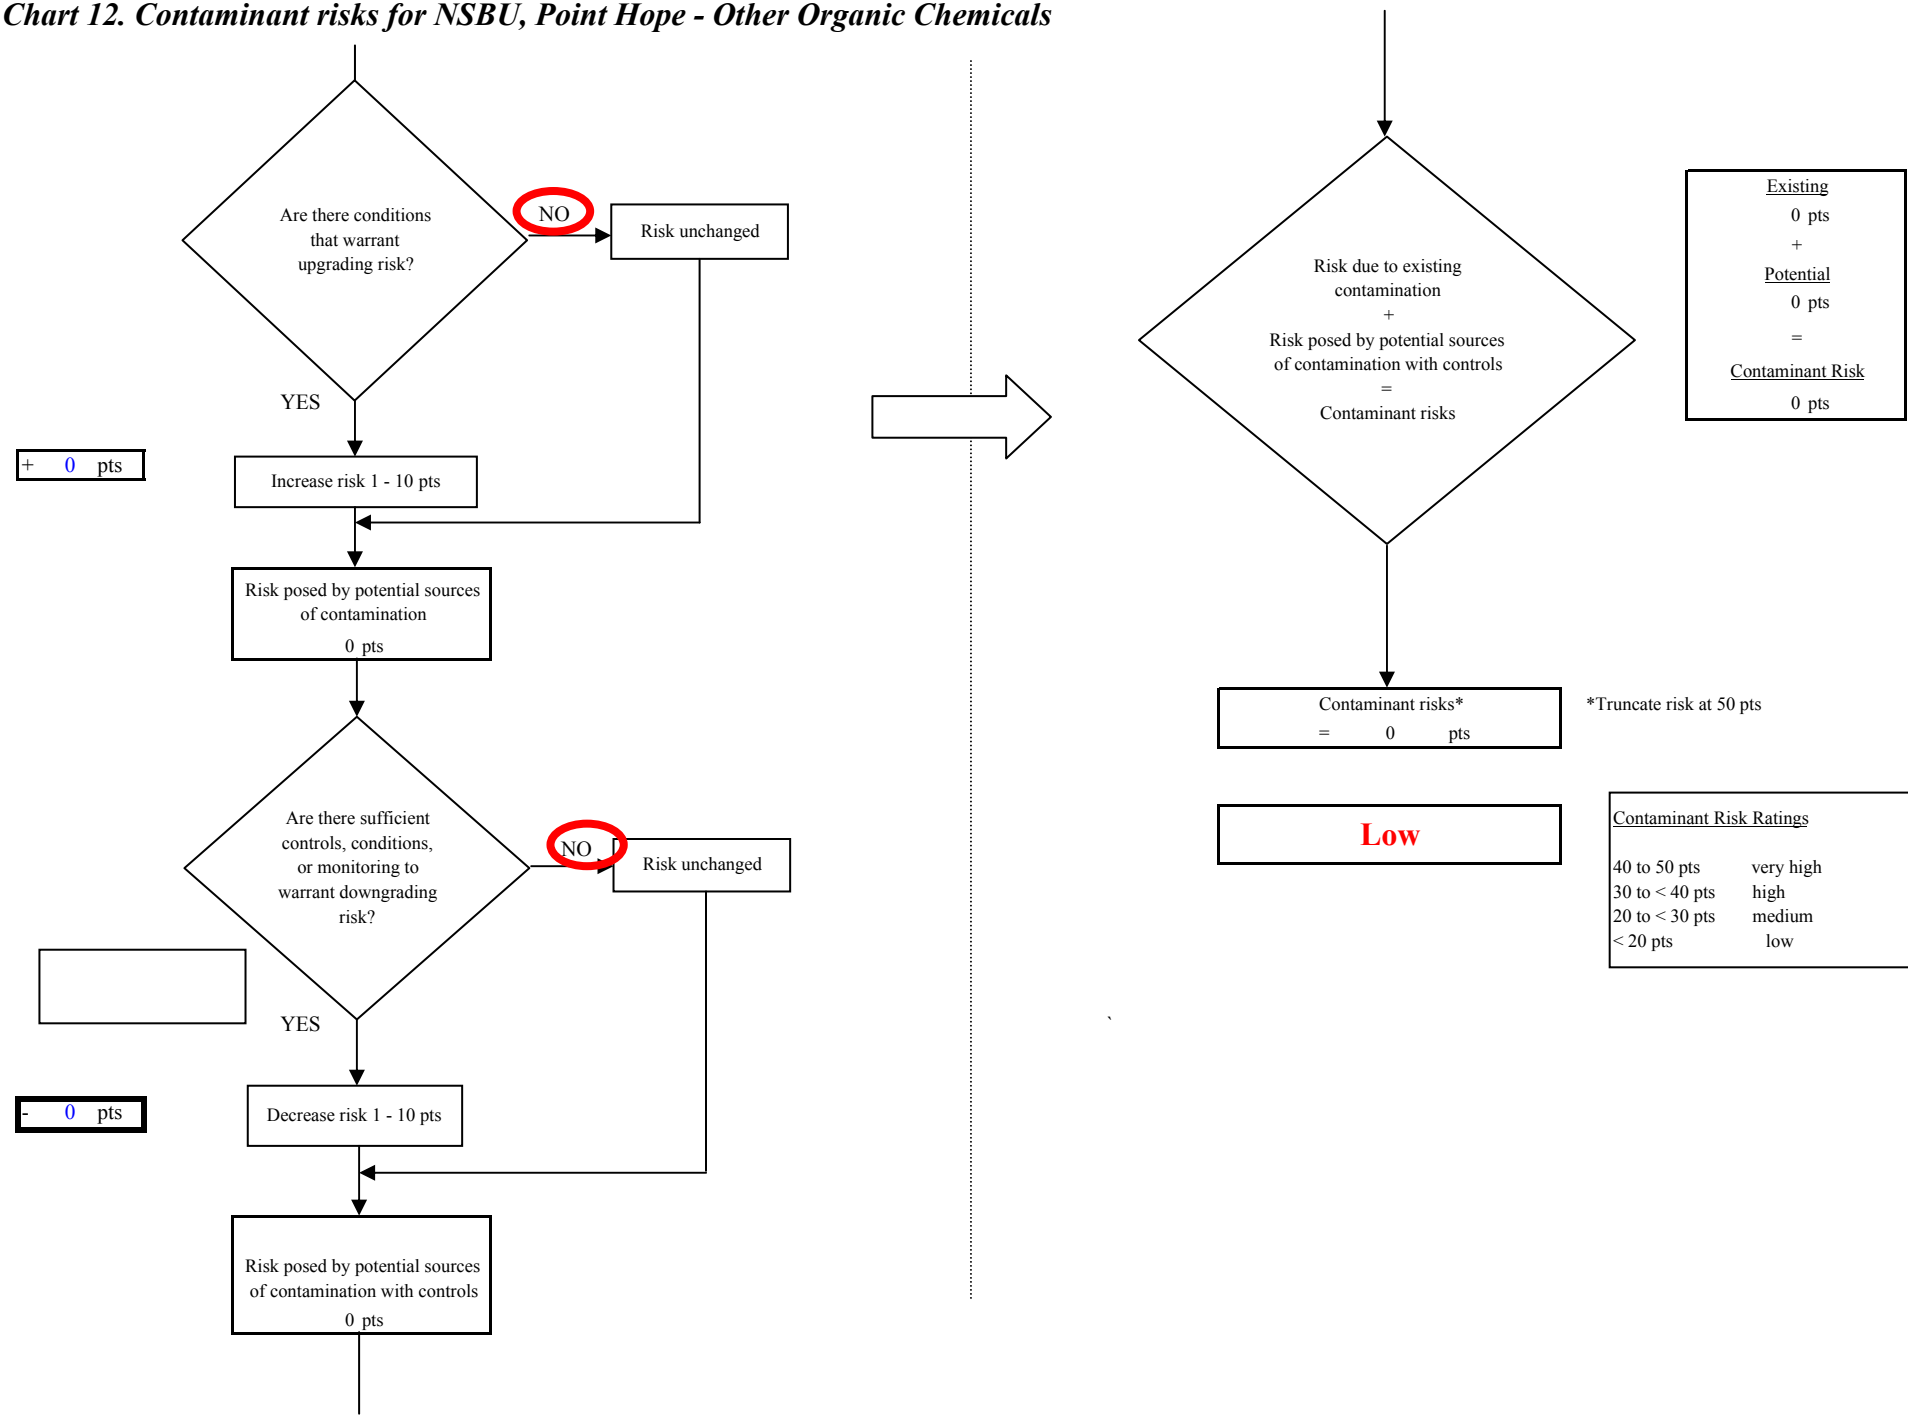 Chart 12. Contaminant risks for NSBU, Point Hope - Other Organic Chemicals
Are there conditions
that warrant
upgrading risk?
NO
Risk unchanged
YES
+ 0 pts
Increase risk 1 - 10 pts
Risk posed by potential sources
of contamination
0 pts
Are there sufficient
controls, conditions,
or monitoring to
warrant downgrading
risk?
NO
Risk unchanged
YES
- 0 pts
Decrease risk 1 - 10 pts
Risk posed by potential sources
of contamination with controls
0 pts
Risk due to existing
contamination
+
Risk posed by potential sources
of contamination with controls
=
Contaminant risks
Existing
0 pts
+
Potential
0 pts
=
Contaminant Risk
0 pts
Contaminant risks*
= 0 pts
*Truncate risk at 50 pts
Low
Contaminant Risk Ratings
40 to 50 pts very high
30 to < 40 pts high
20 to < 30 pts medium
< 20 pts low
`